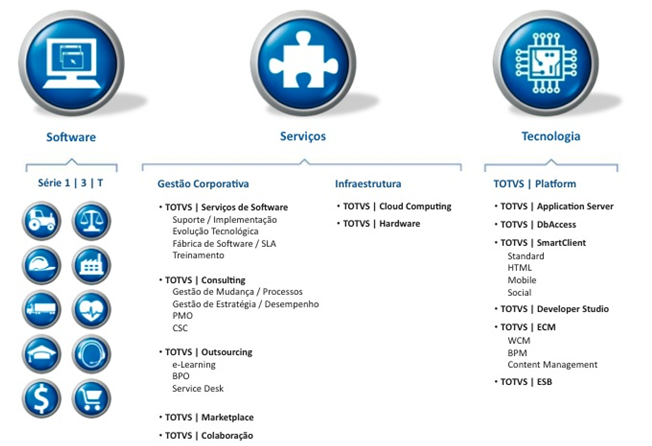 Software
Serviços
Tecnologia
Série 1 | 3 | T
Gestão Corporativa
• TOTVS | Serviços de Software
Suporte / Implementação
Evolução Tecnológica
Fábrica de Software / SLA
Treinamento
• TOTVS | Consulting
Gestão de Mudança / Processos
Gestão de Estratégia / Desempenho
PMO
CSC
• TOTVS | Outsourcing
e-Learning
BPO
Service Desk
• TOTVS | Marketplace
• TOTVS | Colaboração
Infraestrutura
• TOTVS | Cloud Computing
• TOTVS | Hardware
TOTVS | Platform
• TOTVS | Application Server
• TOTVS | DbAccess
• TOTVS | SmartClient
Standard
HTML
Mobile
Social
• TOTVS | Developer Studio
• TOTVS | ECM
WCM
BPM
Content Management
• TOTVS | ESB
$